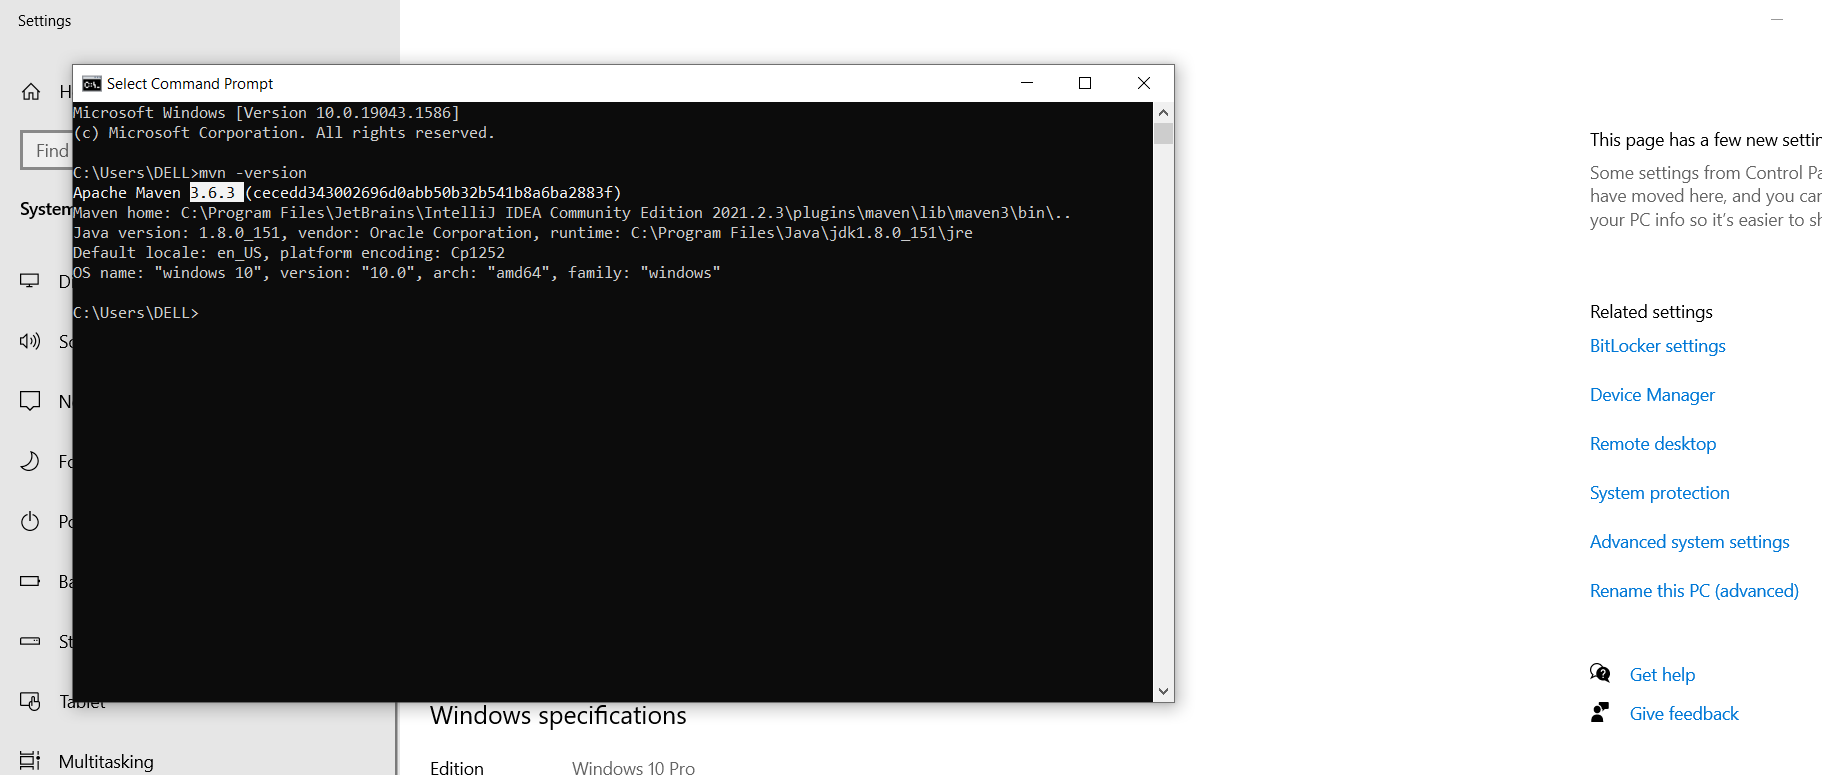 Settings
H
Find
System
D
So
N
Fo
Po
Ba
St
Tablet
Multitasking
Select Command Prompt
Microsoft Windows [Version 10.0.19043.1586]
(c) Microsoft Corporation. All rights reserved.
C:\Users\DELL>mvn -version
Apache Maven 3.6.3 (cecedd343002696d0abb50b32b541b8a6ba2883f)
Maven home: C:\Program Files\JetBrains\IntelliJ IDEA Community Edition 2021.2.3\plugins\maven\lib\maven3\bin\..
Java version: 1.8.0_151, vendor: Oracle Corporation, runtime: C:\Program Files\Java\jdk1.8.0_151\jre
Default locale: en_US, platform encoding: Cp1252
OS name: "windows 10", version: "10.0", arch: "amd64", family: "windows"
C:\Users\DELL>
Windows specifications
Edition Windows 10 Pro
This page has a few new settin
Some settings from Control Pa
have moved here, and you can
your PC info so it's easier to sh
Related settings
BitLocker settings
Device Manager
Remote desktop
System protection
Advanced system settings
Rename this PC (advanced)
Get help
Give feedback